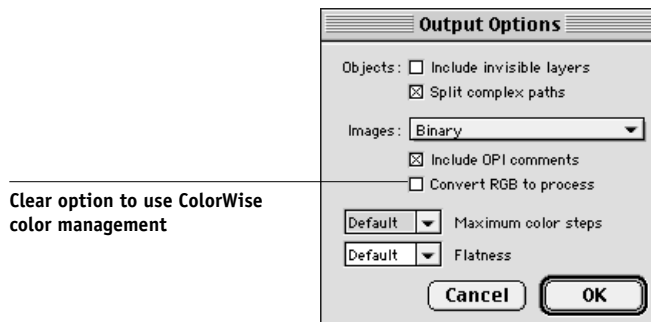 Output Options
Objects: Include invisible layers
Split complex paths
Images: Binary
Include OPI comments
Convert RGB to process
Clear option to use ColorWise
color management
Default Maximum color steps
Default Flatness
Cancel OK